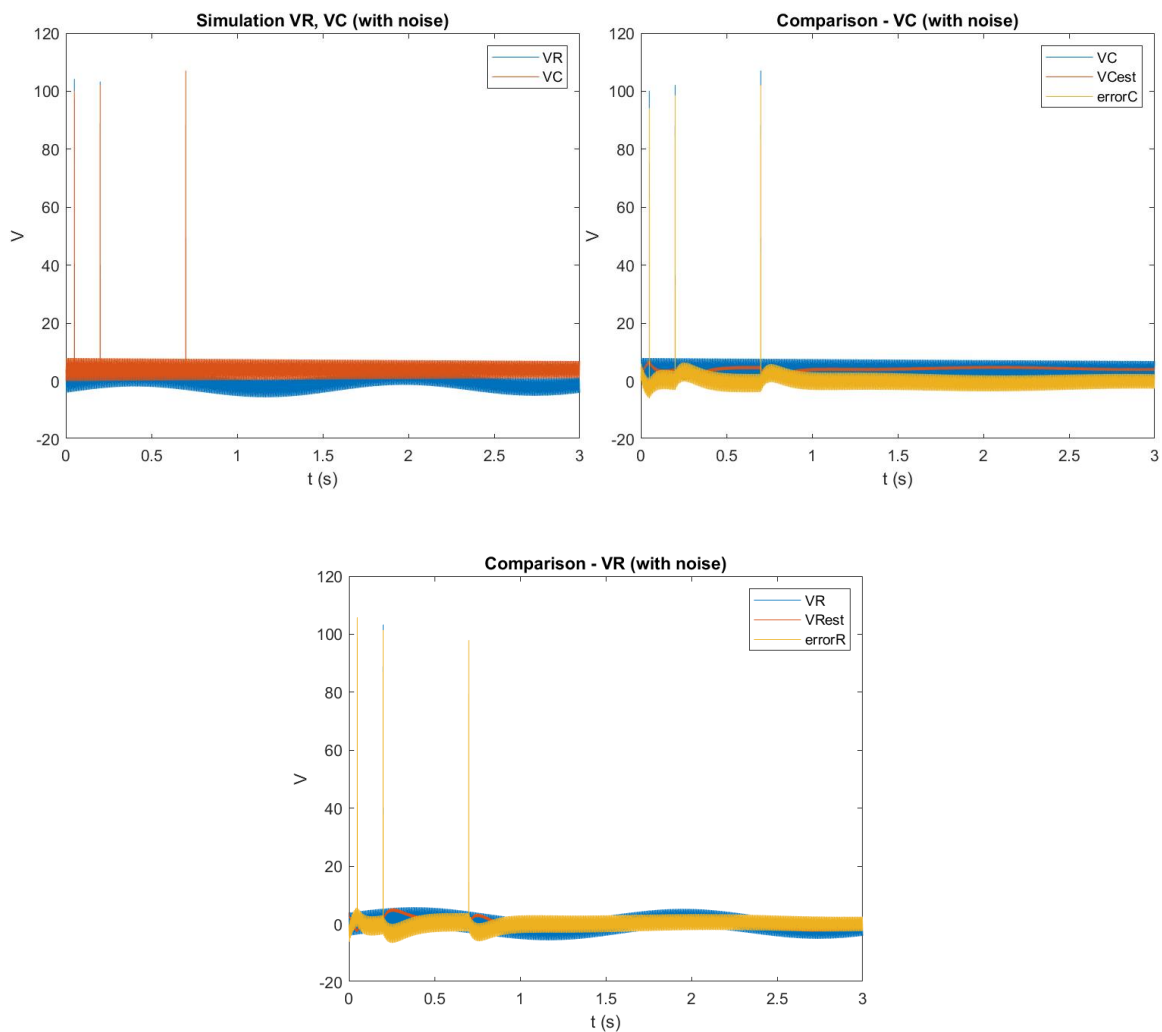 Simulation VR, VC (with noise)
120
100
80
60
40
20
0
-20
V
0 0.5 1 1.5 2 2.5 3
t (s)
VR
VC
Comparison - VC (with noise)
120
100
80
60
40
20
0
-20
V
0 0.5 1 1.5 2 2.5 3
t (s)
VC
VCest
errorC
Comparison - VR (with noise)
120
100
80
60
40
20
0
-20
V
0 0.5 1 1.5 2 2.5 3
t (s)
VR
VRest
errorR